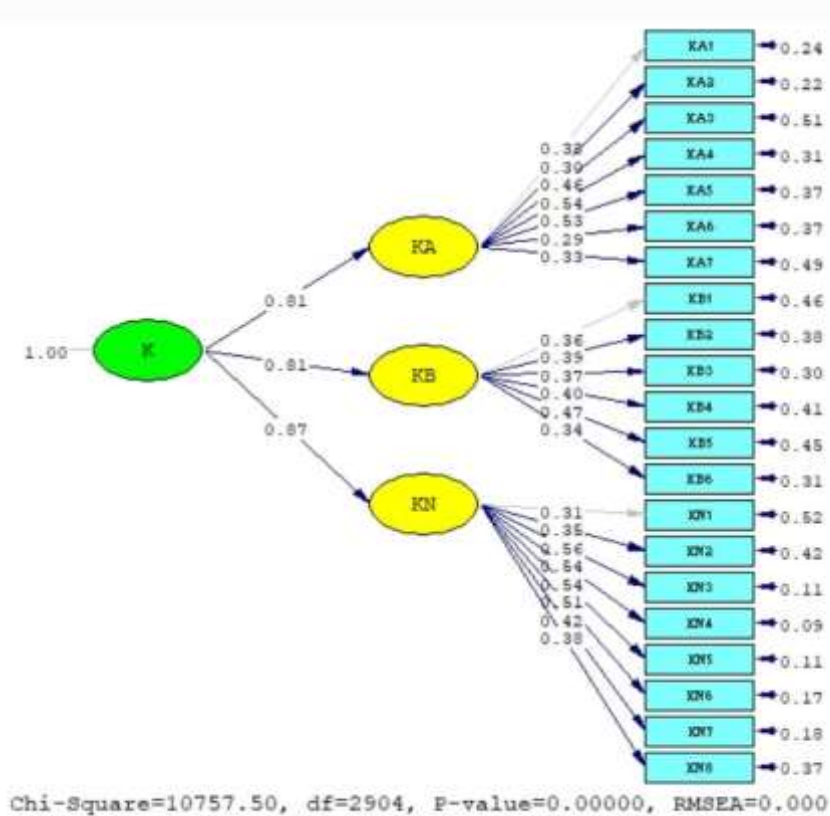 KA1 0.24
KA2 0.22
KA3 0.51
0.38 KA4 0.31
0.39
0.46 KA5 0.37
0.54
0.53 KA6 0.37
KA 0.29
0.33 KA7 0.49
0.81 KB1 0.46
0.36 KB2 0.38
1.00 K 0.81 0.39
KB 0.37 KB3 0.30
0.40 KB4 0.41
0.47
0.87 0.34 KB5 0.45
KB6 0.31
KN 0.31 KN1 0.52
0.35
0.56 KN2 0.42
0.54
0.54 KN3 0.11
0.51
0.42 KN4 0.09
0.38
KN5 0.11
KN6 0.17
KN7 0.18
KN8 0.37
Chi-Square=10757.50, df=2904, P-value=0.00000, RMSEA=0.000